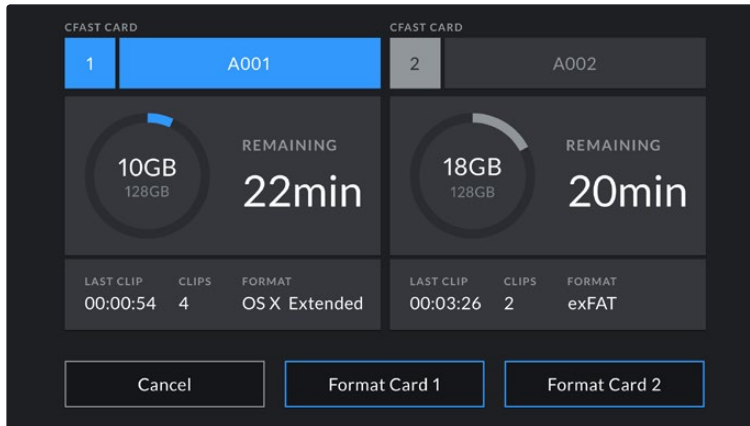 CFAST CARD
1 A001
10GB
128GB
REMAINING
22min
LAST CLIP CLIPS FORMAT
00:00:54 4 OS X Extended
CFAST CARD
2 A002
18GB
128GB
REMAINING
20min
LAST CLIP CLIPS FORMAT
00:03:26 2 exFAT
Cancel Format Card 1 Format Card 2